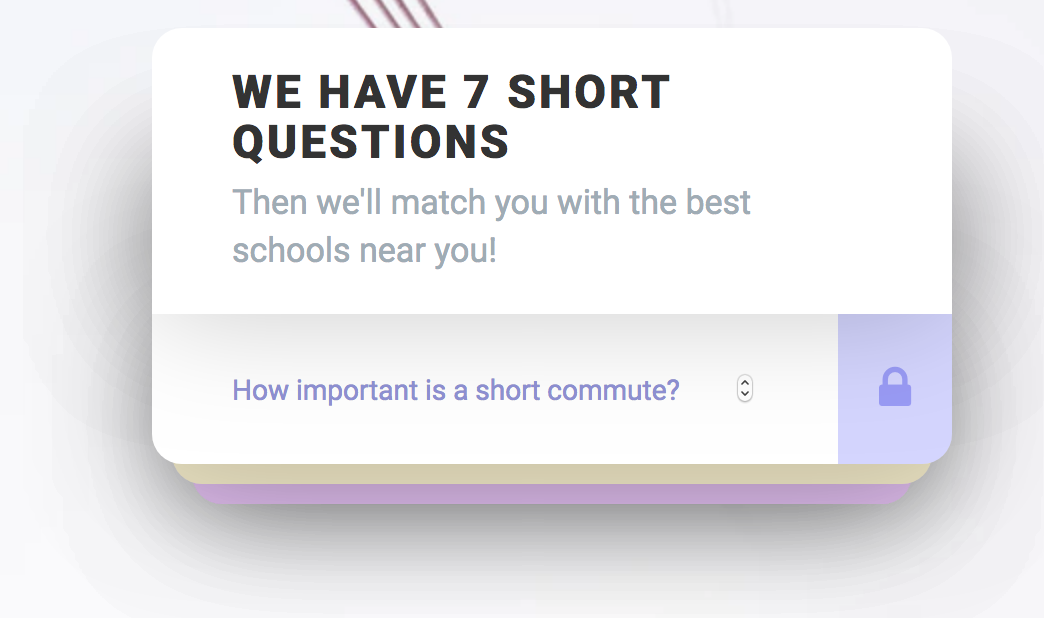 WE HAVE 7 SHORT
QUESTIONS
Then we'll match you with the best
schools near you!
How important is a short commute?